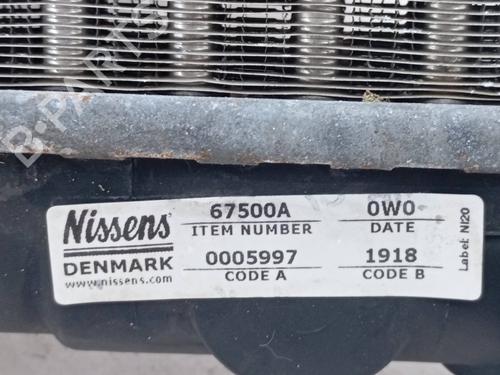 Nissens
DENMARK
www.nissens.com
67500A
ITEM NUMBER
0005997
CODE A
0W0
DATE
1918
CODE B
Label: NI20
B-PARTS